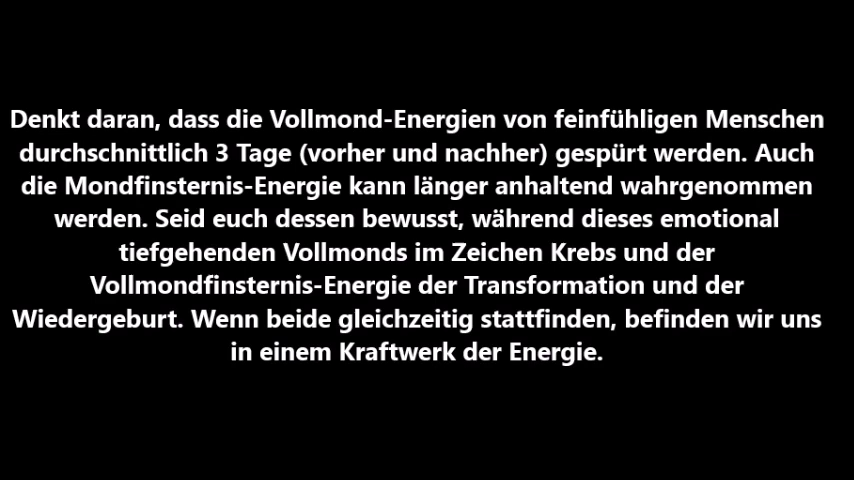 Denkt daran, dass die Vollmond-Energien von feinfühligen Menschen
durchschnittlich 3 Tage (vorher und nachher) gespürt werden. Auch
die Mondfinsternis-Energie kann länger anhaltend wahrgenommen
werden. Seid euch dessen bewusst, während dieses emotional
tiefgehenden Vollmonds im Zeichen Krebs und der
Vollmondfinsternis-Energie der Transformation und der
Wiedergeburt. Wenn beide gleichzeitig stattfinden, befinden wir uns
in einem Kraftwerk der Energie.